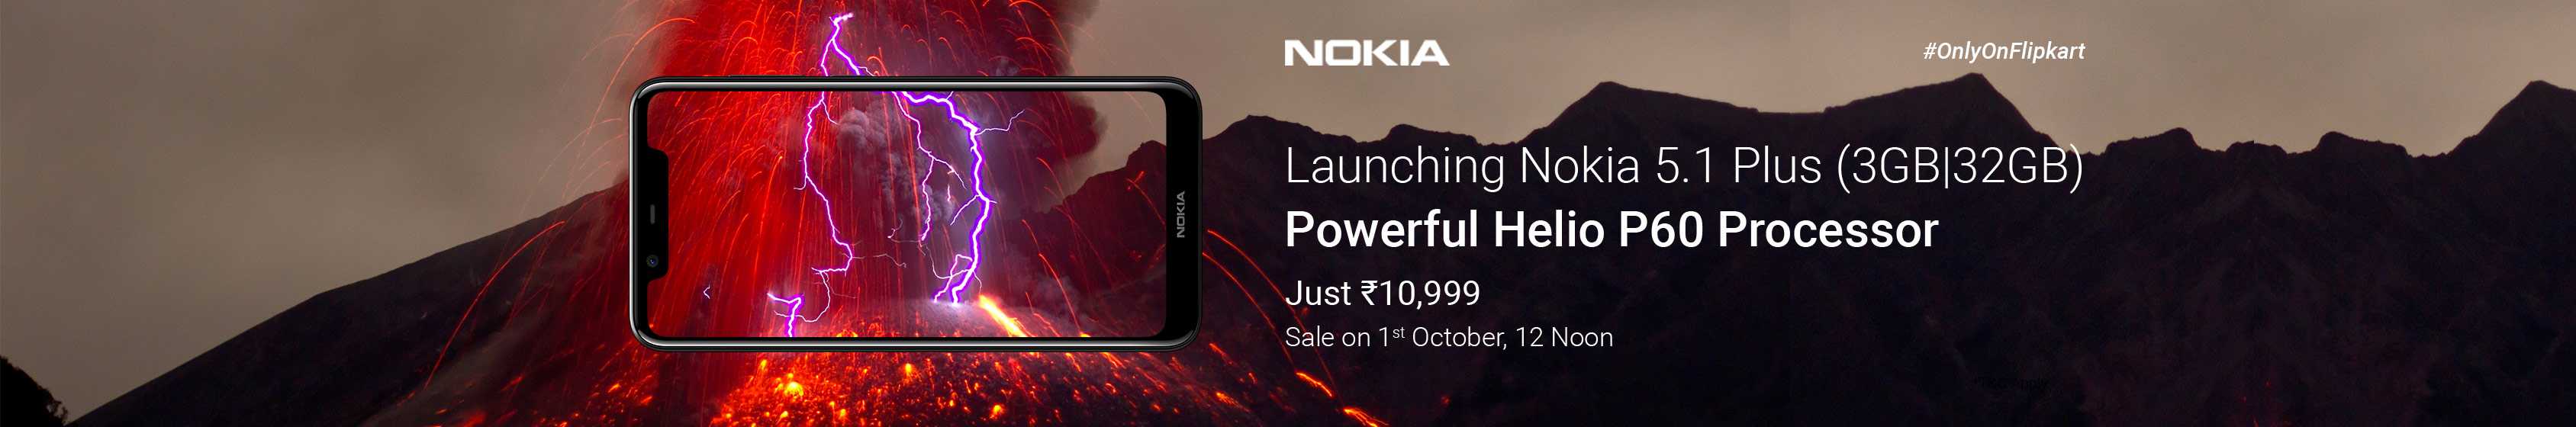 NOKIA
#OnlyOnFlipkart
NOKIA
Launching Nokia 5.1 Plus (3GB|32GB)
Powerful Helio P60 Processor
Just ₹10,999
Sale on 1st October, 12 Noon